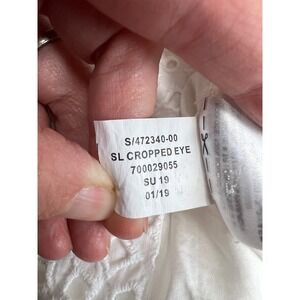 S/472340-00
SL CROPPED EYE
700029055
SU 19
01/19